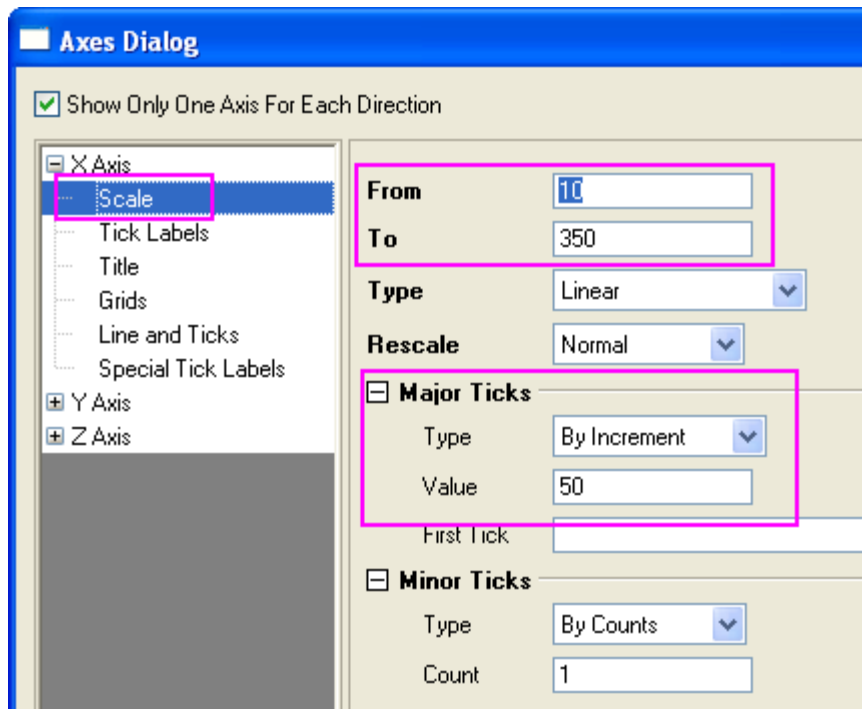 Axes Dialog
Show Only One Axis For Each Direction
X Axis
Scale
Tick Labels
Title
Grids
Line and Ticks
Special Tick Labels
Y Axis
Z Axis
From 10
To 350
Type Linear
Rescale Normal
Major Ticks
Type By Increment
Value 50
First Tick
Minor Ticks
Type By Counts
Count 1